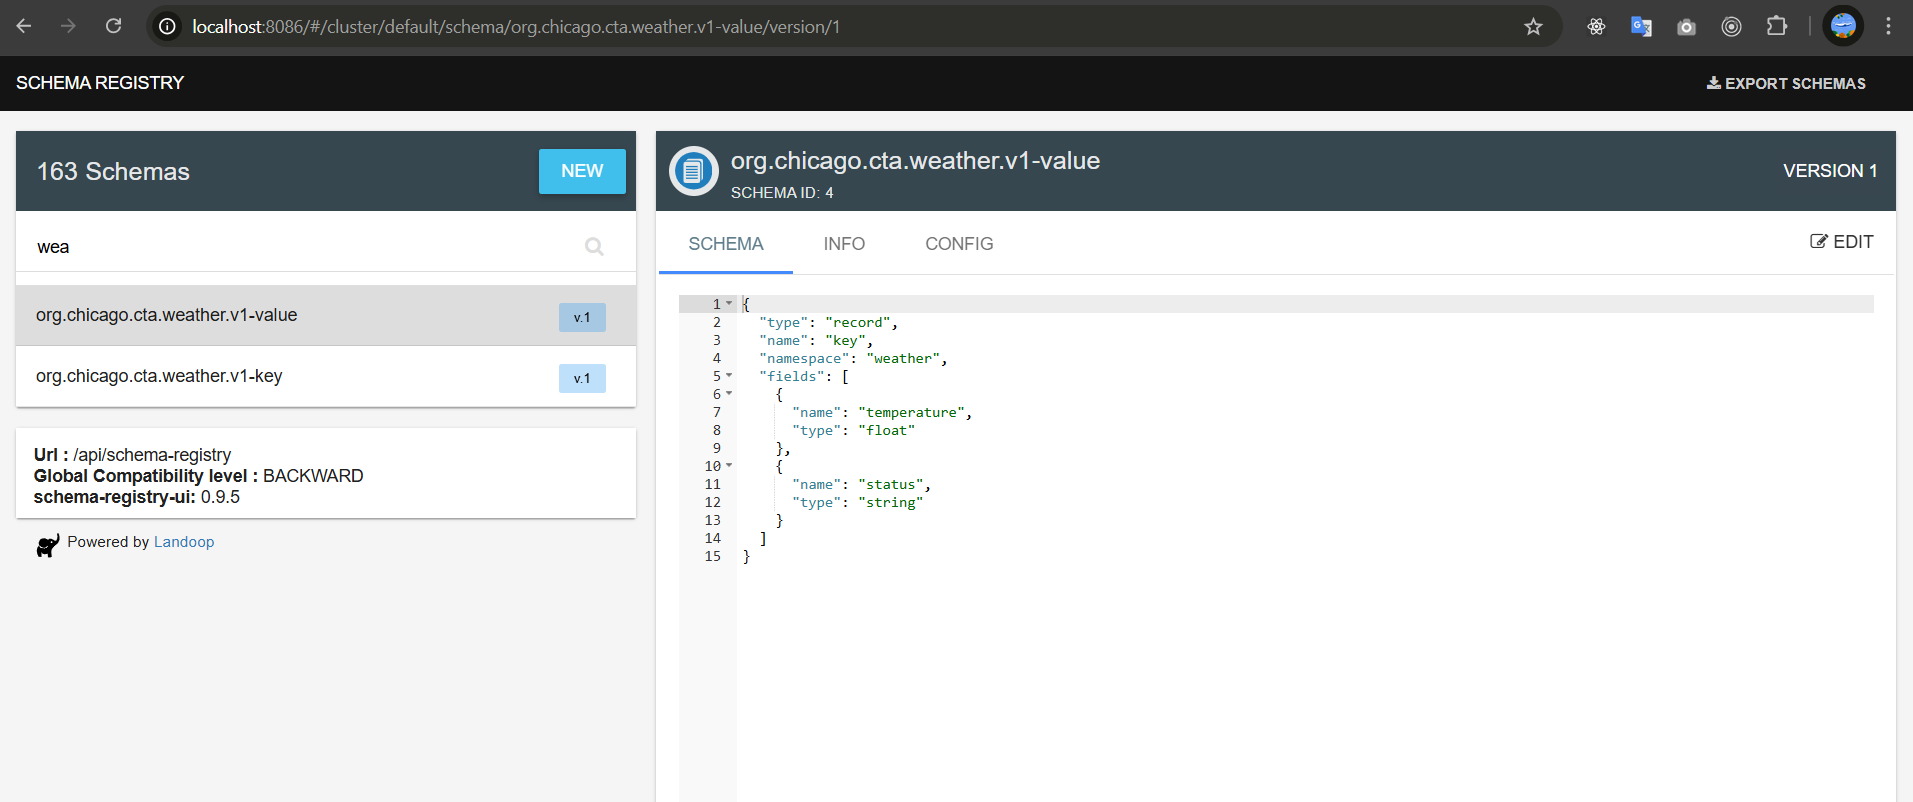 localhost:8086/#/cluster/default/schema/org.chicago.cta.weather.v1-value/version/1
SCHEMA REGISTRY
EXPORT SCHEMAS
163 Schemas
NEW
wea
org.chicago.cta.weather.v1-value
v.1
org.chicago.cta.weather.v1-key
v.1
Url : /api/schema-registry
Global Compatibility level : BACKWARD
schema-registry-ui: 0.9.5
Powered by Landoop
org.chicago.cta.weather.v1-value
SCHEMA ID: 4
VERSION 1
SCHEMA INFO CONFIG
EDIT
1 {
2 "type": "record",
3 "name": "key",
4 "namespace": "weather",
5 "fields": [
6 {
7 "name": "temperature",
8 "type": "float"
9 },
10 {
11 "name": "status",
12 "type": "string"
13 }
14 ]
15 }